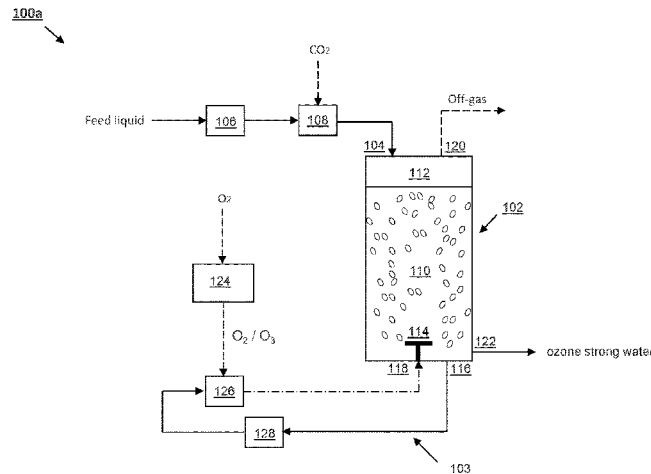 100a
CO2
Feed liquid
106
108
Off-gas
104
120
112
O2
102
124
110
O2 / O3
114
122
ozone strong water
118
116
126
128
103